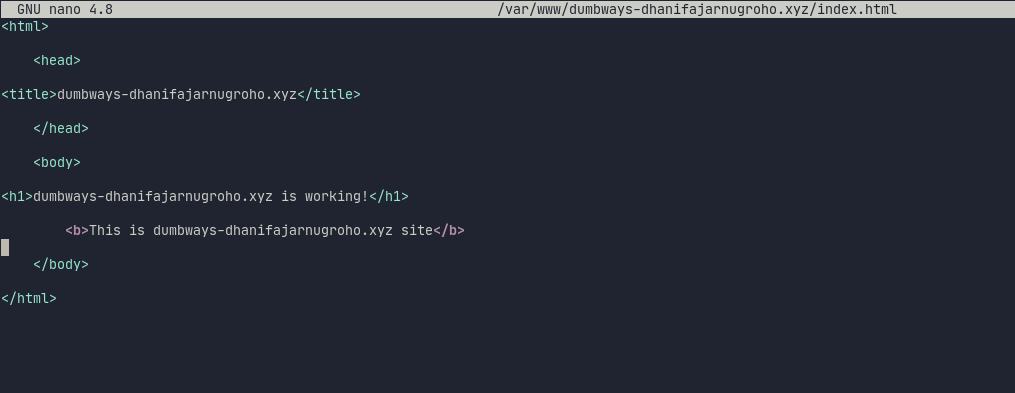 GNU nano 4.8 /var/www/dumbways-dhanifajarnugroho.xyz/index.html
<html>
<head>
<title>dumbways-dhanifajarnugroho.xyz</title>
</head>
<body>
<h1>dumbways-dhanifajarnugroho.xyz is working!</h1>
<b>This is dumbways-dhanifajarnugroho.xyz site</b>
</body>
</html>